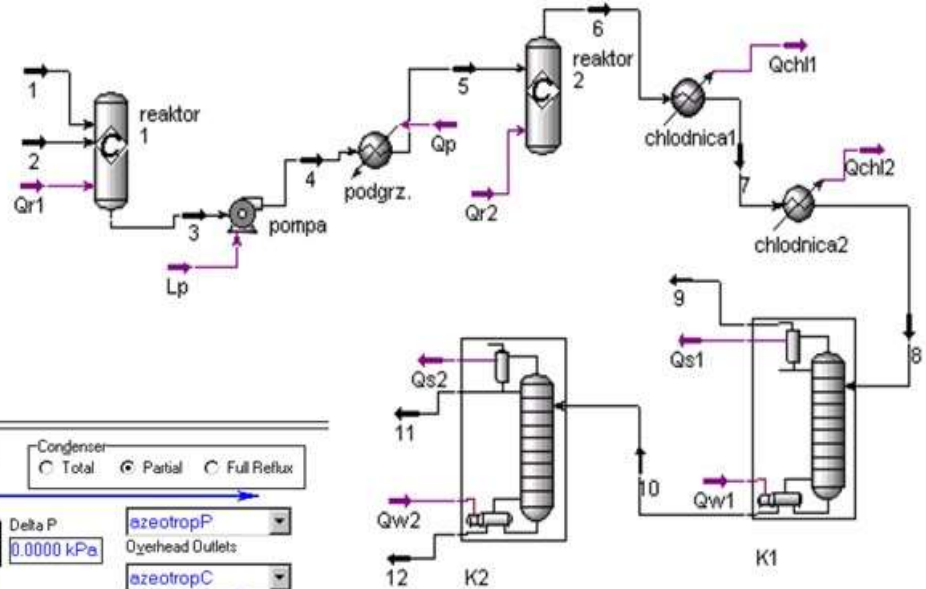 6
1
reaktor
1
C
2
Qr1
3
pompa
Lp
4
podgrz.
Qp
5
reaktor
2
C
Qr2
Qchl1
chlodnica1
7
Qchl2
chlodnica2
8
9
Qs1
Qw1
K1
10
Qs2
11
Qw2
12
K2
Condenser
Total Partial Full Reflux
Delta P
0.0000 kPa
azeotropP
Overhead Outlets
azeotropC